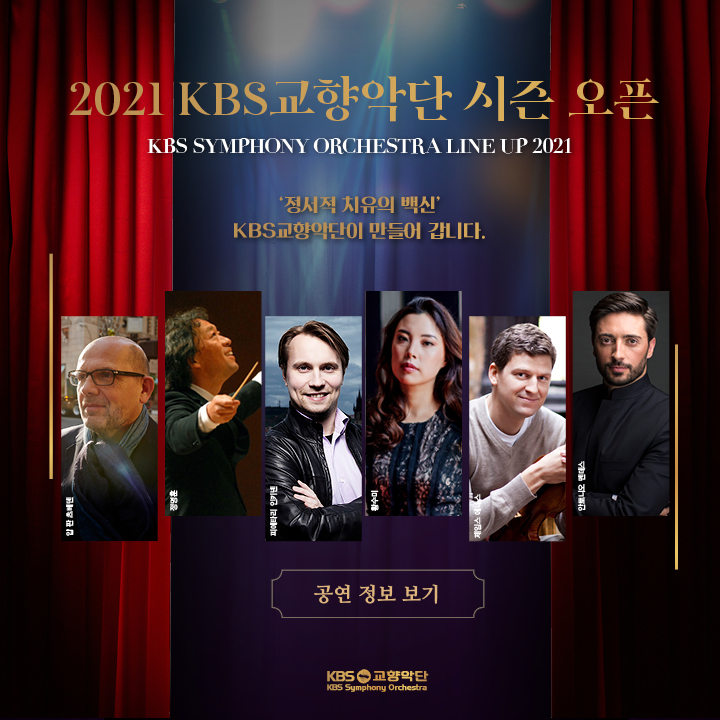 2021 KBS교향악단 시즌 오픈
KBS SYMPHONY ORCHESTRA LINE UP 2021
‘정서적 치유의 백신’
KBS교향악단이 만들어 갑니다.
얍 판 츠베덴
정명훈
피에타리 잉키넨
황수미
제임스 에네스
안토니오 멘데스
공연 정보 보기
KBS 교향악단
KBS Symphony Orchestra